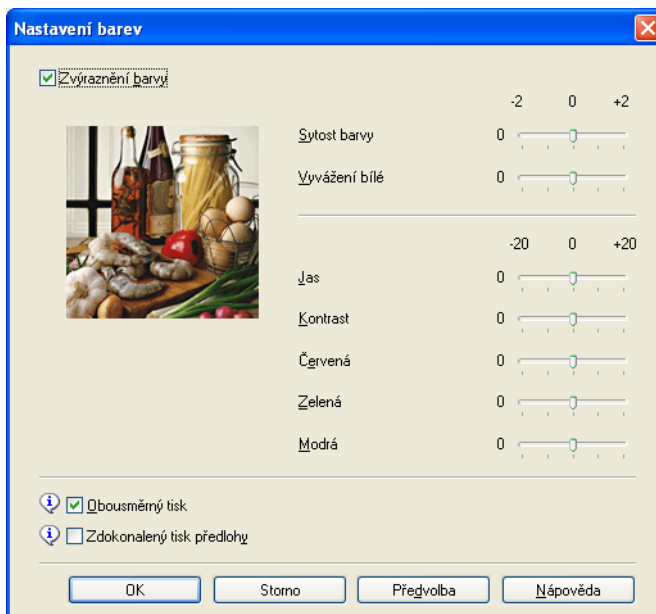 Nastavení barev
Zvýraznění barvy
-2 0 +2
Sytost barvy 0
Vyvážení bílé 0
-20 0 +20
Jas 0
Kontrast 0
Červená 0
Zelená 0
Modrá 0
Obousměrný tisk
Zdokonalený tisk předlohy
OK Storno Předvolba Nápověda